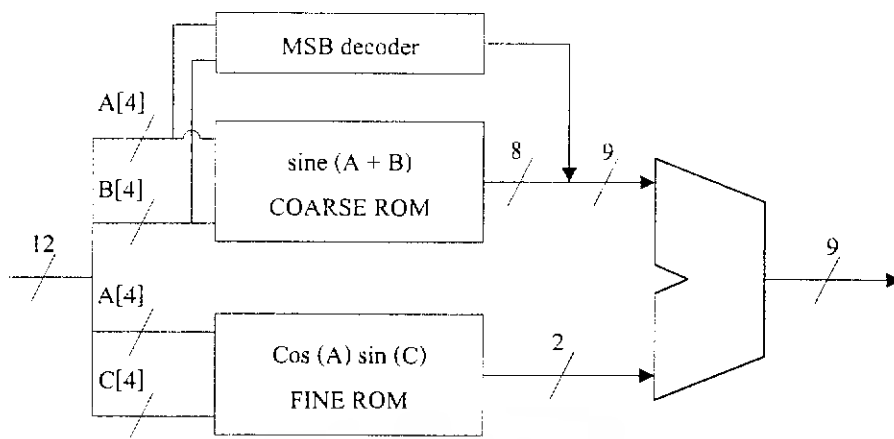 MSB decoder
A[4]
sine (A + B)
COARSE ROM
8
9
B[4]
12
9
A[4]
Cos (A) sin (C)
FINE ROM
2
C[4]